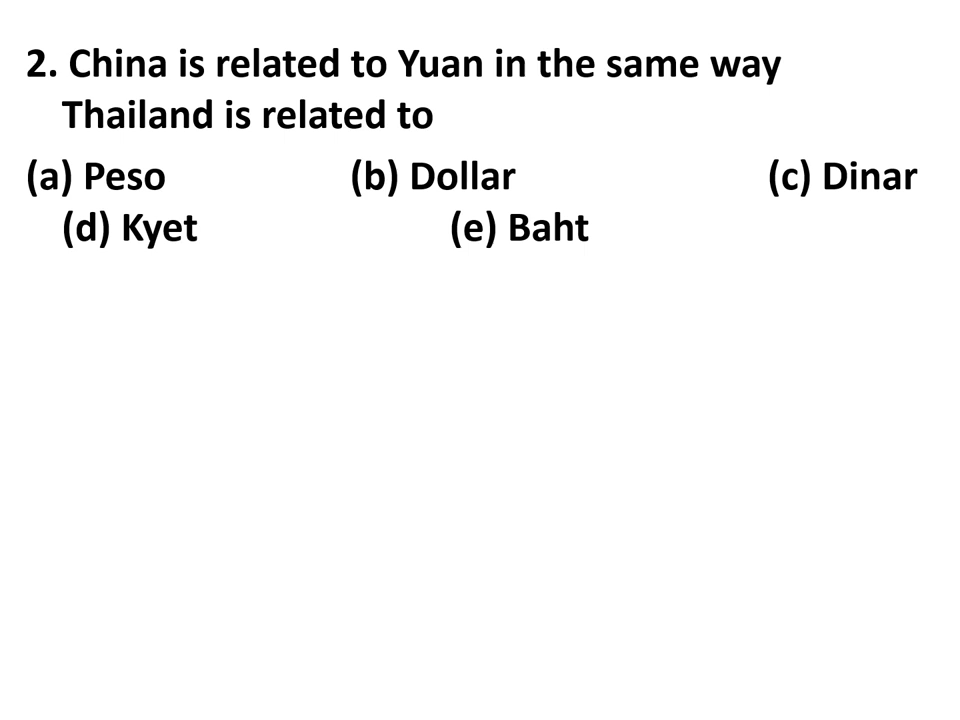 2. China is related to Yuan in the same way
Thailand is related to
(a) Peso (b) Dollar (c) Dinar
(d) Kyet (e) Baht